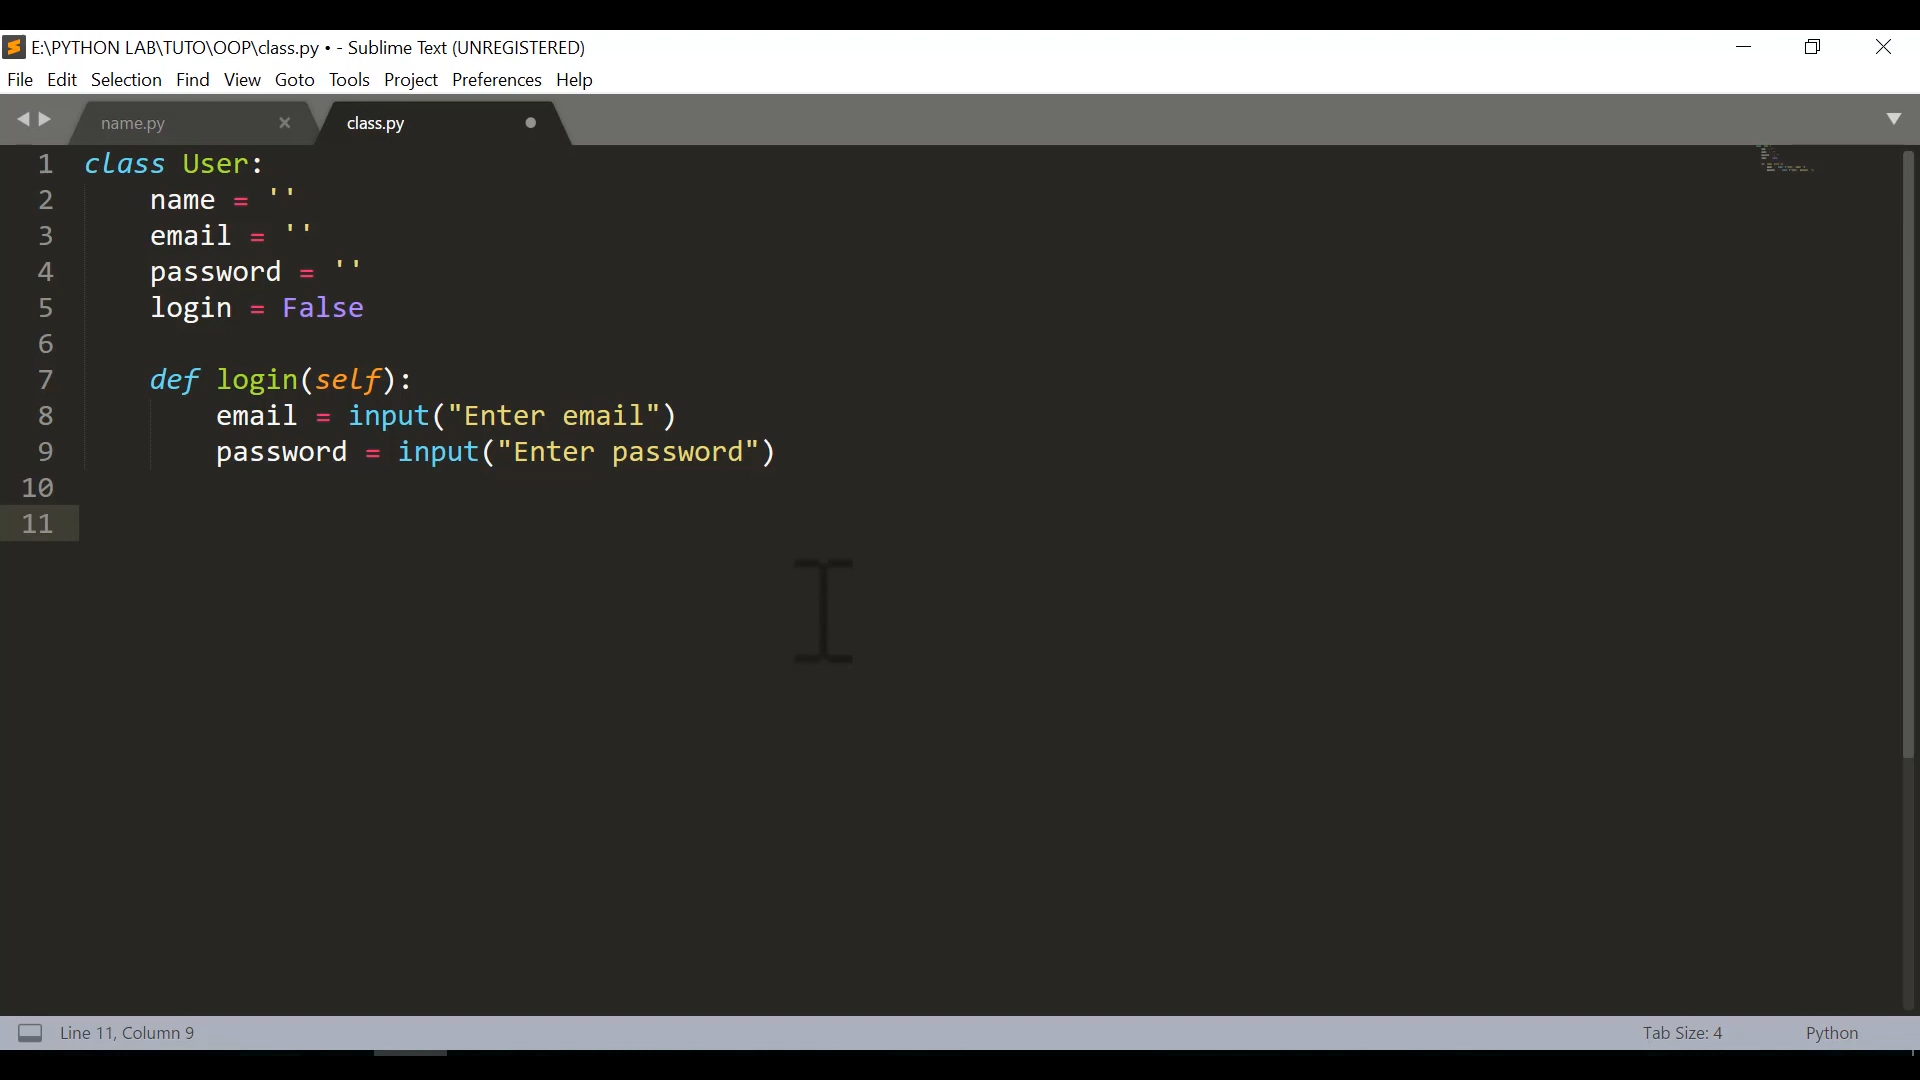 E:\PYTHON LAB\TUTO\OOP\class.py • - Sublime Text (UNREGISTERED)
File Edit Selection Find View Goto Tools Project Preferences Help
name.py class.py
1 class User:
2     name = ''
3     email = ''
4     password = ''
5     login = False
6
7     def login(self):
8         email = input("Enter email")
9         password = input("Enter password")
10
11
Line 11, Column 9 Tab Size: 4 Python